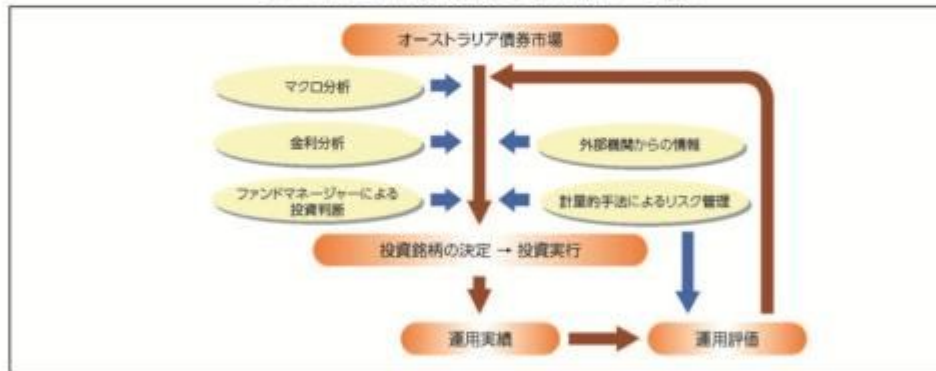 オーストラリア債券市場
マクロ分析
金利分析
外部機関からの情報
ファンドマネージャーによる
投資判断
計量的手法によるリスク管理
投資銘柄の決定 → 投資実行
運用実績
運用評価